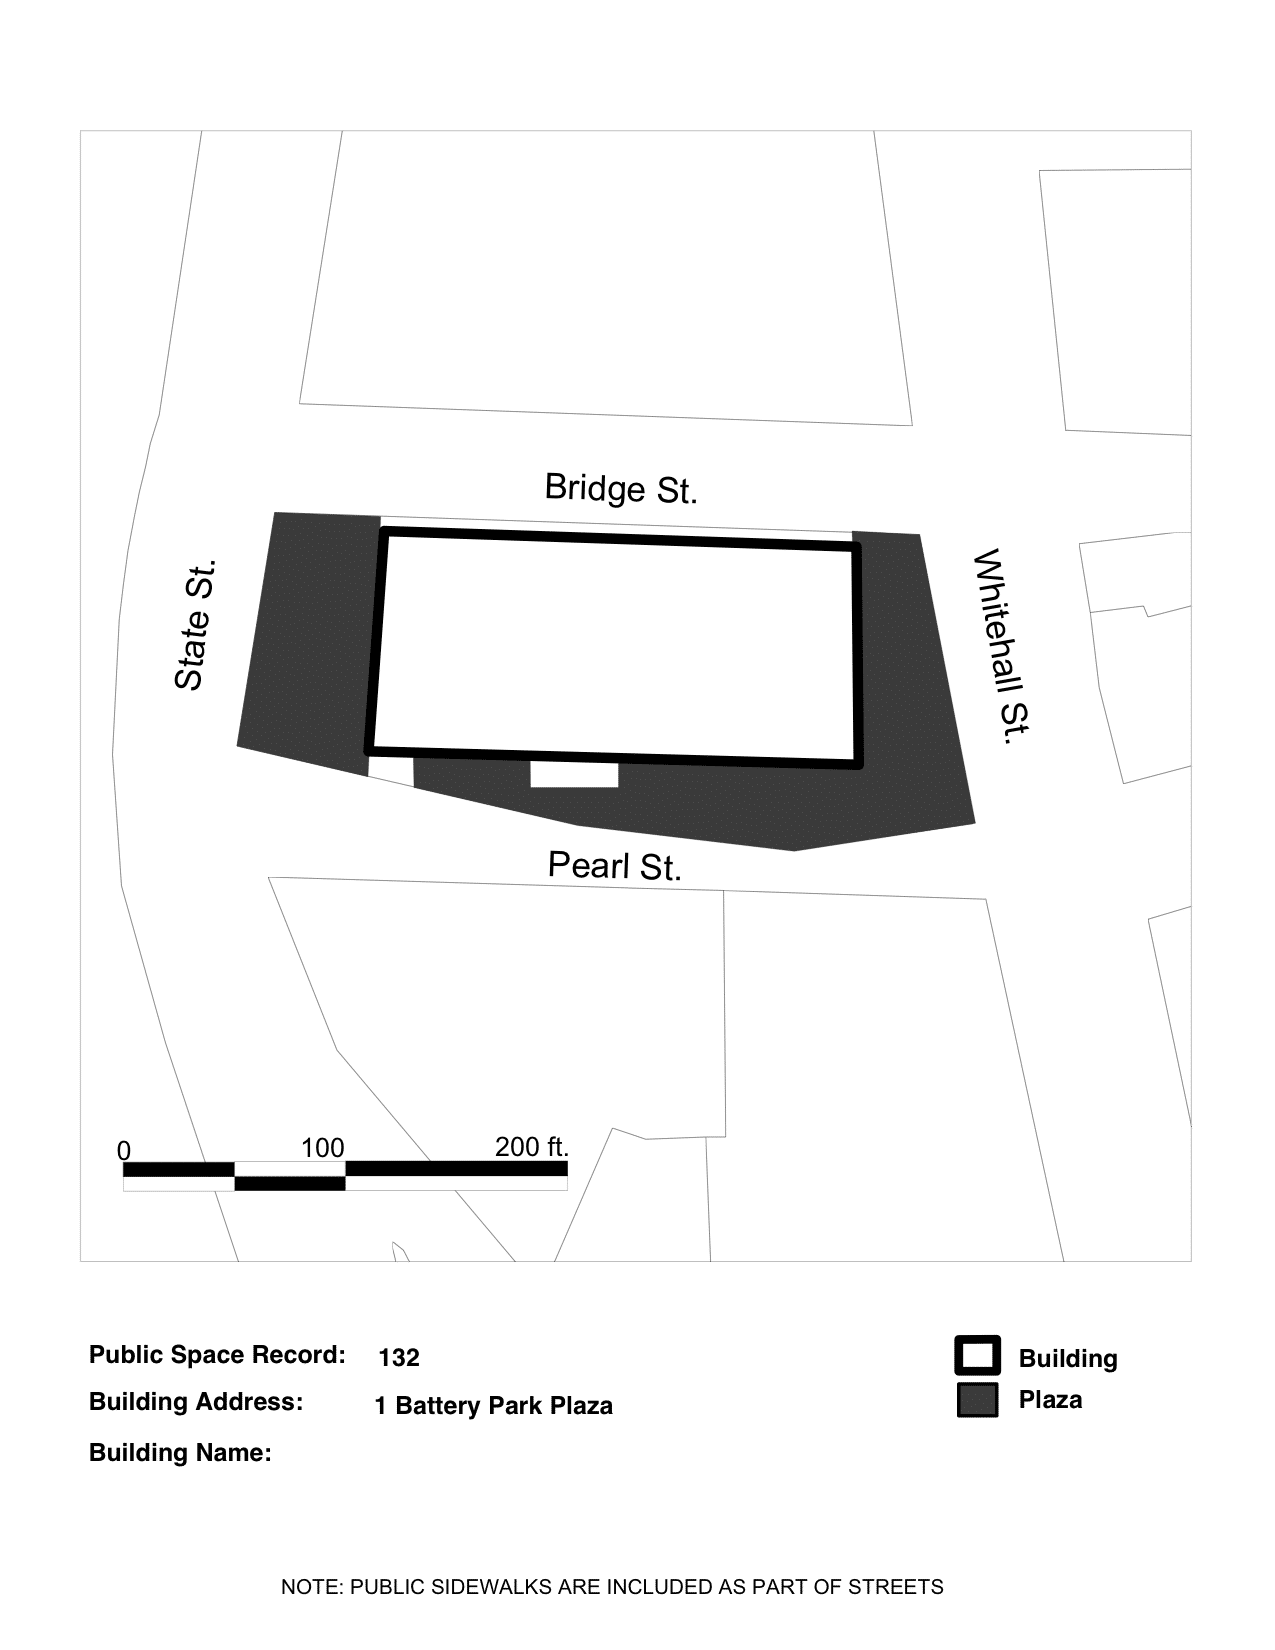 Bridge St.
State St.
Whitehall St.
Pearl St.
0 100 200 ft.
Public Space Record: 132
Building Address: 1 Battery Park Plaza
Building Name:
Building
Plaza
NOTE: PUBLIC SIDEWALKS ARE INCLUDED AS PART OF STREETS